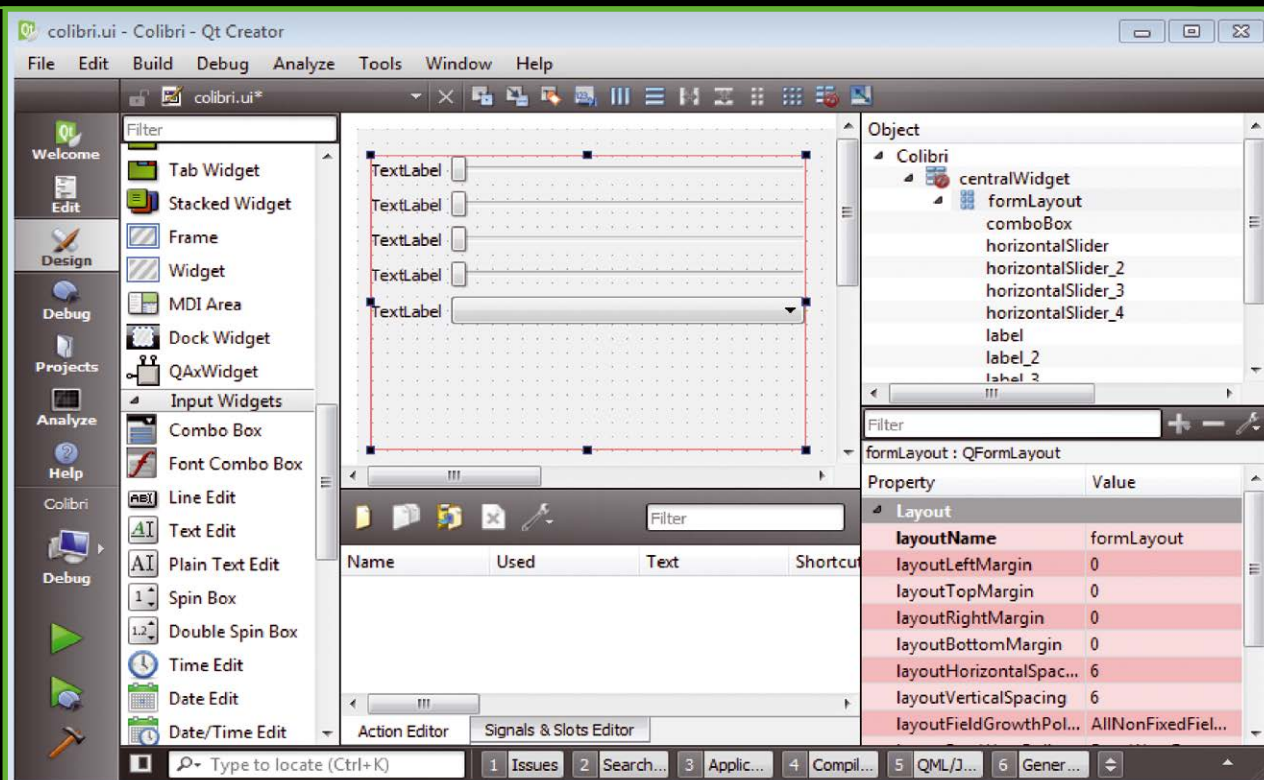 colibri.ui - Colibri - Qt Creator
File Edit Build Debug Analyze Tools Window Help
colibri.ui*
Welcome
Edit
Design
Debug
Projects
Analyze
Help
Colibri
Debug
Filter
Tab Widget
Stacked Widget
Frame
Widget
MDI Area
Dock Widget
QAxWidget
Input Widgets
Combo Box
Font Combo Box
Line Edit
Text Edit
Plain Text Edit
Spin Box
Double Spin Box
Time Edit
Date Edit
Date/Time Edit
TextLabel
TextLabel
TextLabel
TextLabel
TextLabel
Filter
Name Used Text Shortcut
Action Editor Signals & Slots Editor
Object
Colibri
centralWidget
formLayout
comboBox
horizontalSlider
horizontalSlider_2
horizontalSlider_3
horizontalSlider_4
label
label_2
label_3
Filter
formLayout : QFormLayout
Property Value
Layout
layoutName formLayout
layoutLeftMargin 0
layoutTopMargin 0
layoutRightMargin 0
layoutBottomMargin 0
layoutHorizontalSpac... 6
layoutVerticalSpacing 6
layoutFieldGrowthPol... AllNonFixedFiel...
Type to locate (Ctrl+K)
1 Issues 2 Search... 3 Applic... 4 Compil... 5 QML/J... 6 Gener...